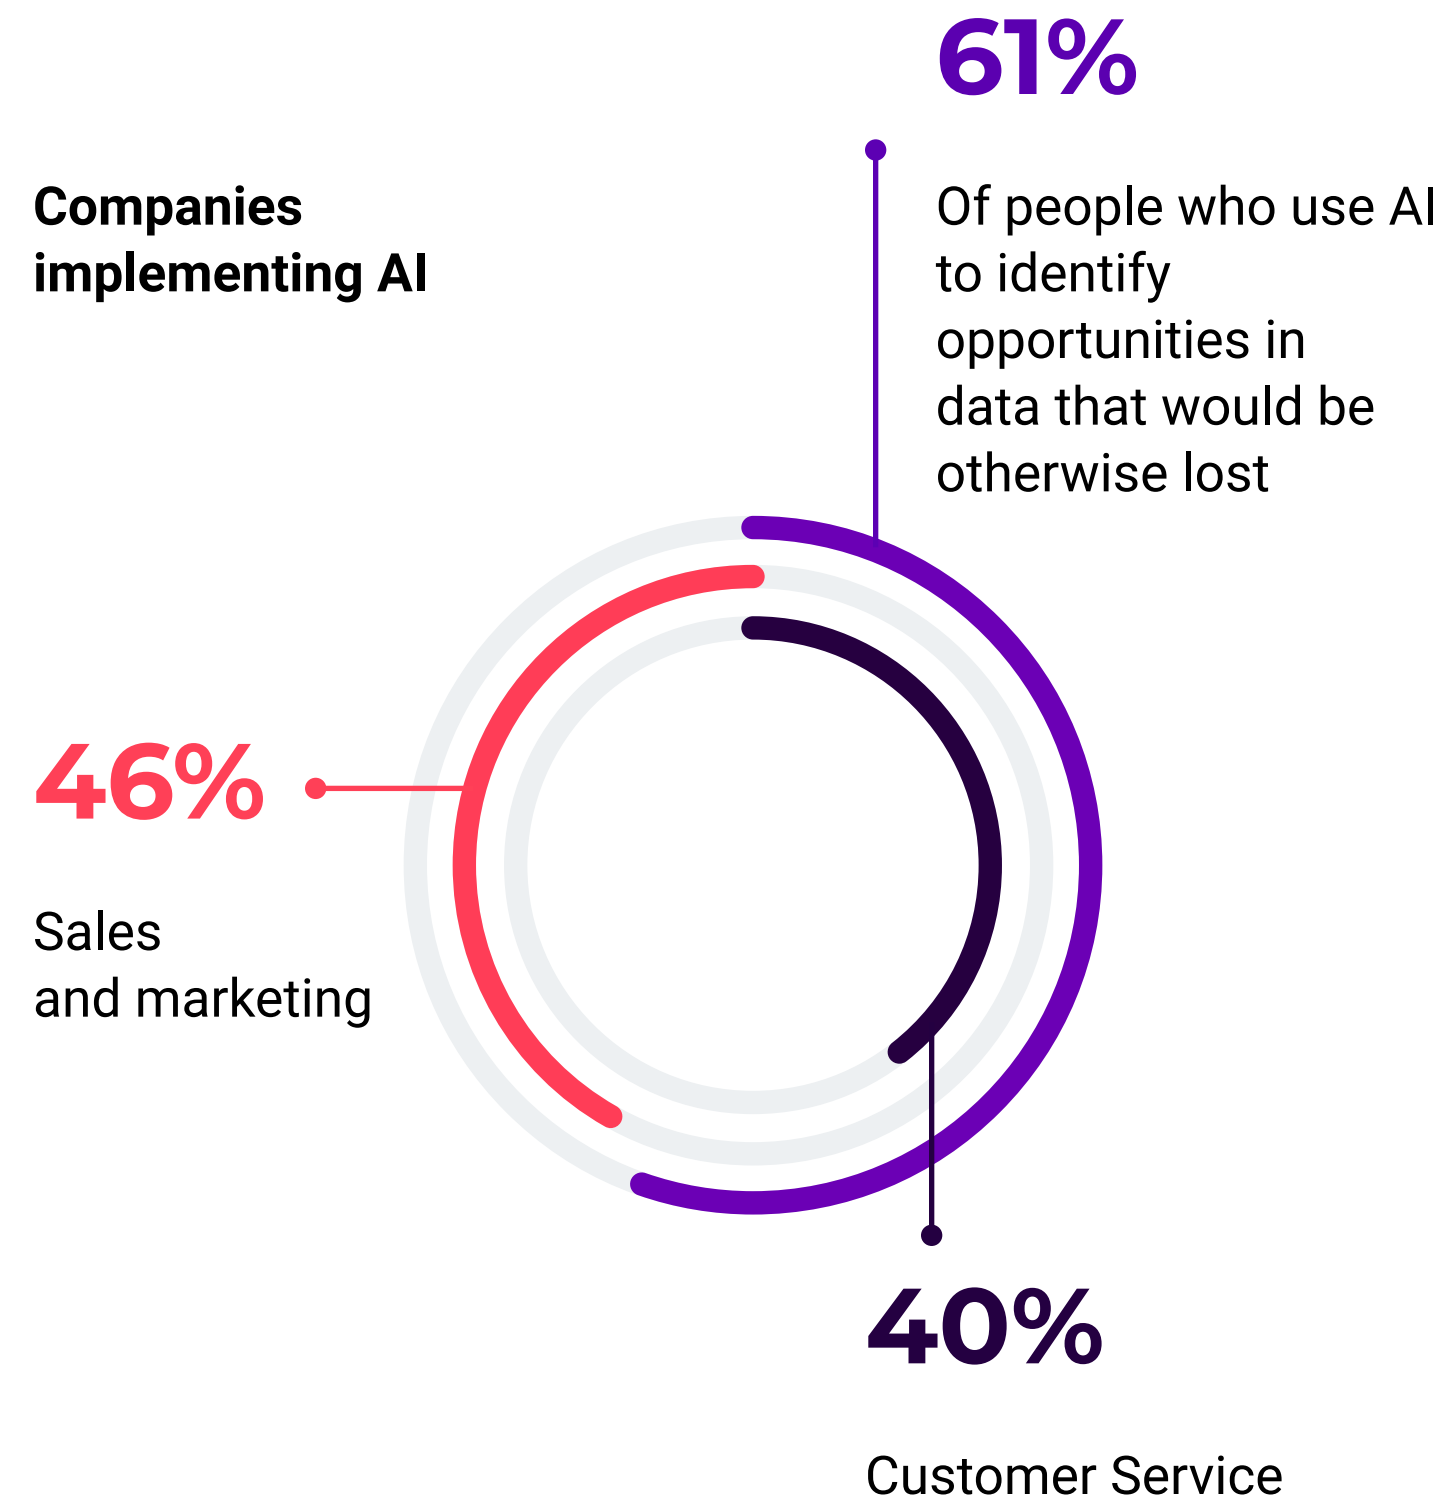 Companies
implementing AI
61%
Of people who use AI
to identify
opportunities in
data that would be
otherwise lost
46%
Sales
and marketing
40%
Customer Service